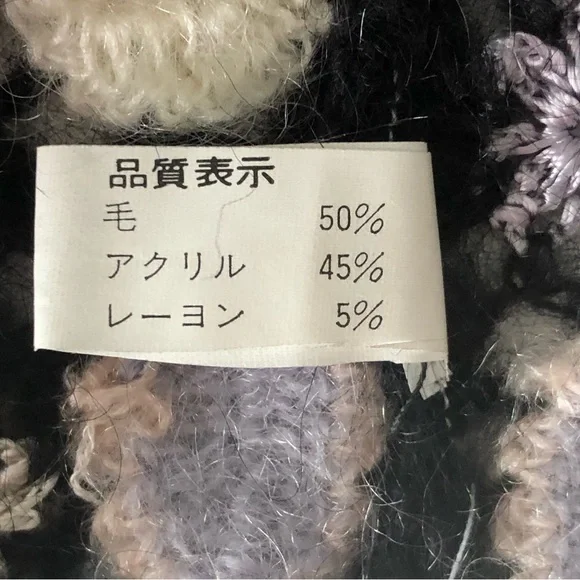 品質表示
毛 50%
アクリル 45%
レーヨン 5%